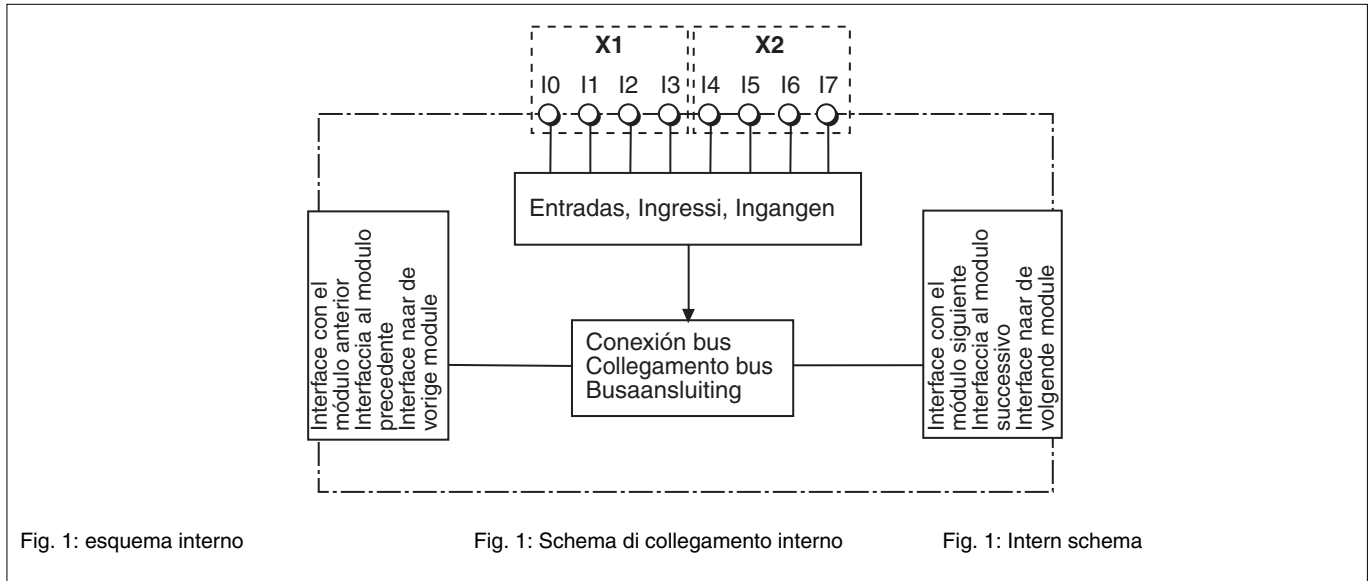 X1 X2
I0 I1 I2 I3 I4 I5 I6 I7
Entradas, Ingressi, Ingangen
Interface con el
módulo anterior
Interfaccia al modulo
precedente
Interface naar de
vorige module
Conexión bus
Collegamento bus
Busaansluiting
Interface con el
módulo siguiente
Interfaccia al modulo
successivo
Interface naar de
volgende module
Fig. 1: esquema interno
Fig. 1: Schema di collegamento interno
Fig. 1: Intern schema